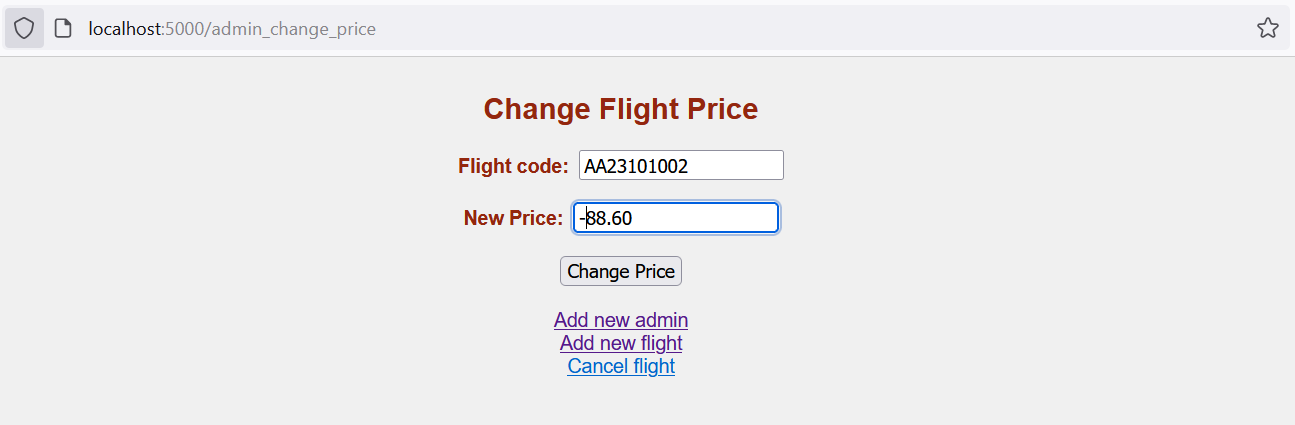 localhost:5000/admin_change_price
Change Flight Price
Flight code: AA23101002
New Price: -88.60
Change Price
Add new admin
Add new flight
Cancel flight